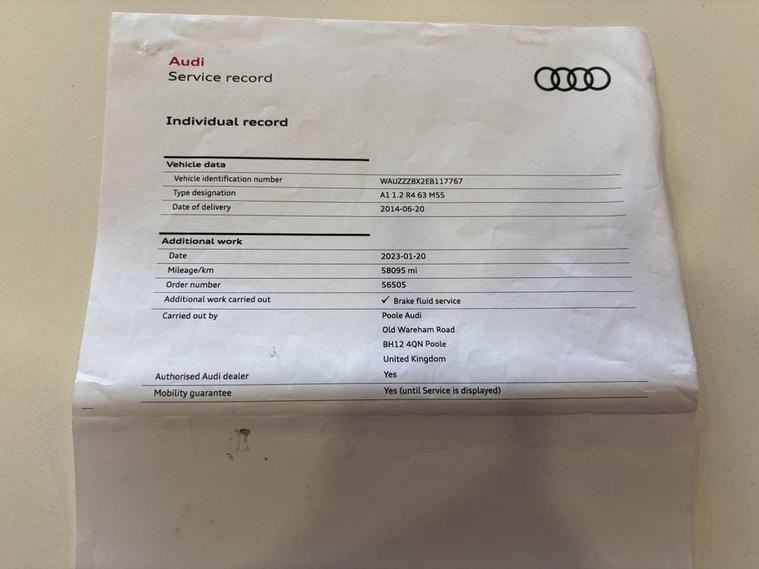 Audi
Service record
Individual record
Vehicle data
Vehicle identification number WAUZZZ8X2EB117767
Type designation A1 1.2 R4 63 M5S
Date of delivery 2014-06-20
Additional work
Date 2023-01-20
Mileage/km 58095 mi
Order number 56505
Additional work carried out ✓ Brake fluid service
Carried out by Poole Audi
Old Wareham Road
BH12 4QN Poole
United Kingdom
Authorised Audi dealer Yes
Mobility guarantee Yes (until Service is displayed)